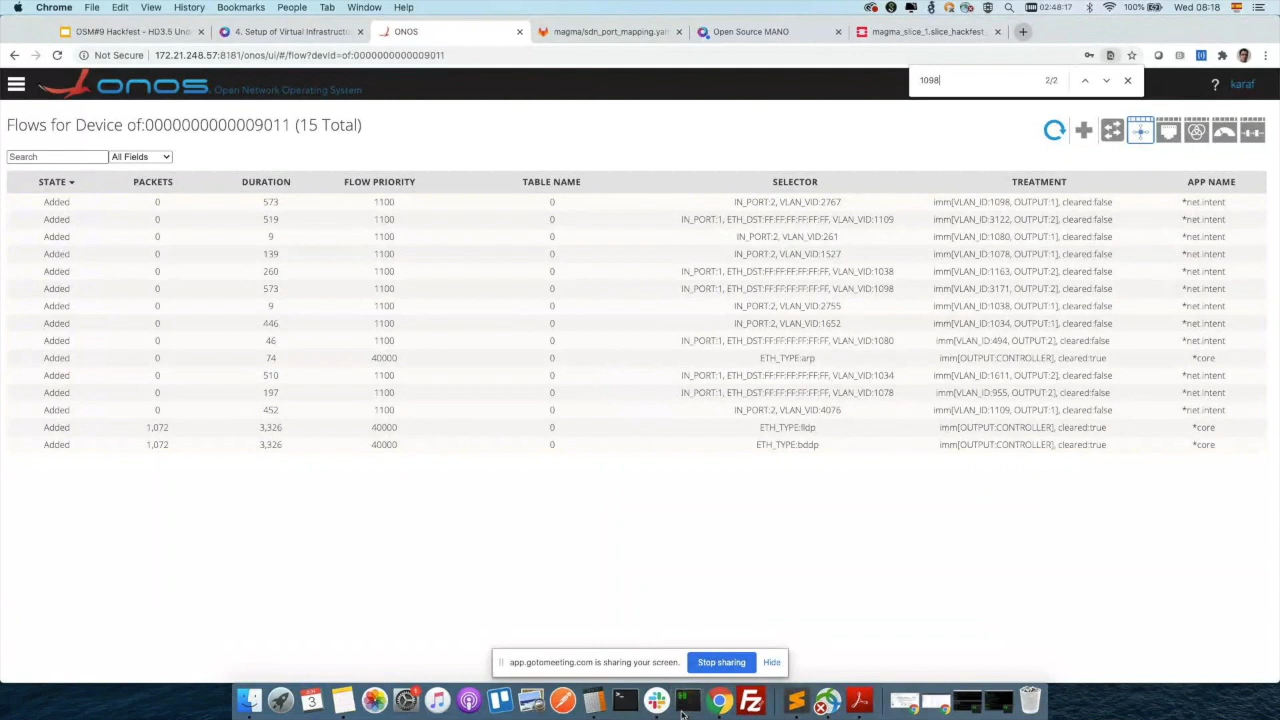 Chrome File Edit View History Bookmarks People Tab Window Help 02:48:17 100% Wed 08:18
OSM#9 Hackfest - HD3.5 Und 4. Setup of Virtual Infrastructu ONOS magma/sdn_port_mapping.yam Open Source MANO magma_slice_1.slice_hackfest_
Not Secure 172.21.248.57:8181/onos/ui/#/flow?devId=of:0000000000009011
1098 2/2
onos. Open Network Operating System ? karaf
Flows for Device of:0000000000009011 (15 Total)
Search All Fields
STATE PACKETS DURATION FLOW PRIORITY TABLE NAME SELECTOR TREATMENT APP NAME
Added 0 573 1100 0 IN_PORT:2, VLAN_VID:2767 imm[VLAN_ID:1098, OUTPUT:1], cleared:false *net.intent
Added 0 519 1100 0 IN_PORT:1, ETH_DST:FF:FF:FF:FF:FF:FF, VLAN_VID:1109 imm[VLAN_ID:3122, OUTPUT:2], cleared:false *net.intent
Added 0 9 1100 0 IN_PORT:2, VLAN_VID:261 imm[VLAN_ID:1080, OUTPUT:1], cleared:false *net.intent
Added 0 139 1100 0 IN_PORT:2, VLAN_VID:1527 imm[VLAN_ID:1078, OUTPUT:1], cleared:false *net.intent
Added 0 260 1100 0 IN_PORT:1, ETH_DST:FF:FF:FF:FF:FF:FF, VLAN_VID:1038 imm[VLAN_ID:1163, OUTPUT:2], cleared:false *net.intent
Added 0 573 1100 0 IN_PORT:1, ETH_DST:FF:FF:FF:FF:FF:FF, VLAN_VID:1098 imm[VLAN_ID:3171, OUTPUT:2], cleared:false *net.intent
Added 0 9 1100 0 IN_PORT:2, VLAN_VID:2755 imm[VLAN_ID:1038, OUTPUT:1], cleared:false *net.intent
Added 0 446 1100 0 IN_PORT:2, VLAN_VID:1652 imm[VLAN_ID:1034, OUTPUT:1], cleared:false *net.intent
Added 0 46 1100 0 IN_PORT:1, ETH_DST:FF:FF:FF:FF:FF:FF, VLAN_VID:1080 imm[VLAN_ID:494, OUTPUT:2], cleared:false *net.intent
Added 0 74 40000 0 ETH_TYPE:arp imm[OUTPUT:CONTROLLER], cleared:true *core
Added 0 510 1100 0 IN_PORT:1, ETH_DST:FF:FF:FF:FF:FF:FF, VLAN_VID:1034 imm[VLAN_ID:1611, OUTPUT:2], cleared:false *net.intent
Added 0 197 1100 0 IN_PORT:1, ETH_DST:FF:FF:FF:FF:FF:FF, VLAN_VID:1078 imm[VLAN_ID:955, OUTPUT:2], cleared:false *net.intent
Added 0 452 1100 0 IN_PORT:2, VLAN_VID:4076 imm[VLAN_ID:1109, OUTPUT:1], cleared:false *net.intent
Added 1,072 3,326 40000 0 ETH_TYPE:lldp imm[OUTPUT:CONTROLLER], cleared:true *core
Added 1,072 3,326 40000 0 ETH_TYPE:bddp imm[OUTPUT:CONTROLLER], cleared:true *core
app.gotomeeting.com is sharing your screen. Stop sharing Hide
3